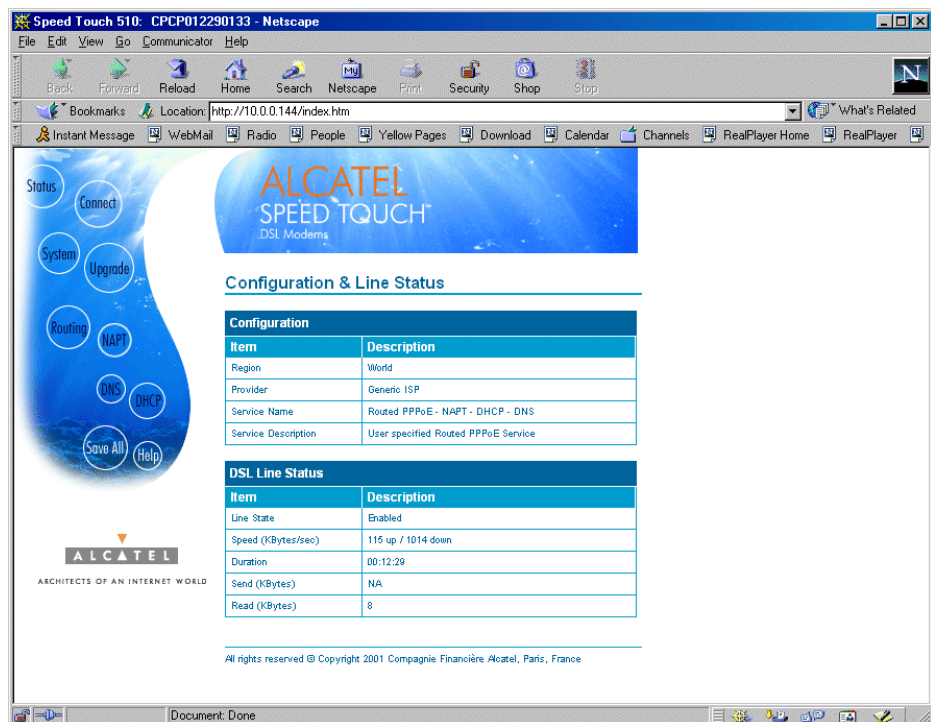 Speed Touch 510: CPCP012290133 - Netscape
File Edit View Go Communicator Help
Back Forward Reload Home Search Netscape Print Security Shop Stop
My
N
Bookmarks Location: http://10.0.0.144/index.htm What's Related
Instant Message WebMail Radio People Yellow Pages Download Calendar Channels RealPlayer Home RealPlayer
Status
Connect
System
Upgrade
Routing
NAPT
DNS
DHCP
Save All
Help
ALCATEL
ARCHITECTS OF AN INTERNET WORLD
ALCATEL
SPEED TOUCH™
DSL Modems
Configuration & Line Status
Configuration
Item Description
Region World
Provider Generic ISP
Service Name Routed PPPoE - NAPT - DHCP - DNS
Service Description User specified Routed PPPoE Service
DSL Line Status
Item Description
Line State Enabled
Speed (KBytes/sec) 115 up / 1014 down
Duration 00:12:29
Send (KBytes) NA
Read (KBytes) 8
All rights reserved @ Copyright 2001 Compagnie Financière Alcatel, Paris, France
Document: Done